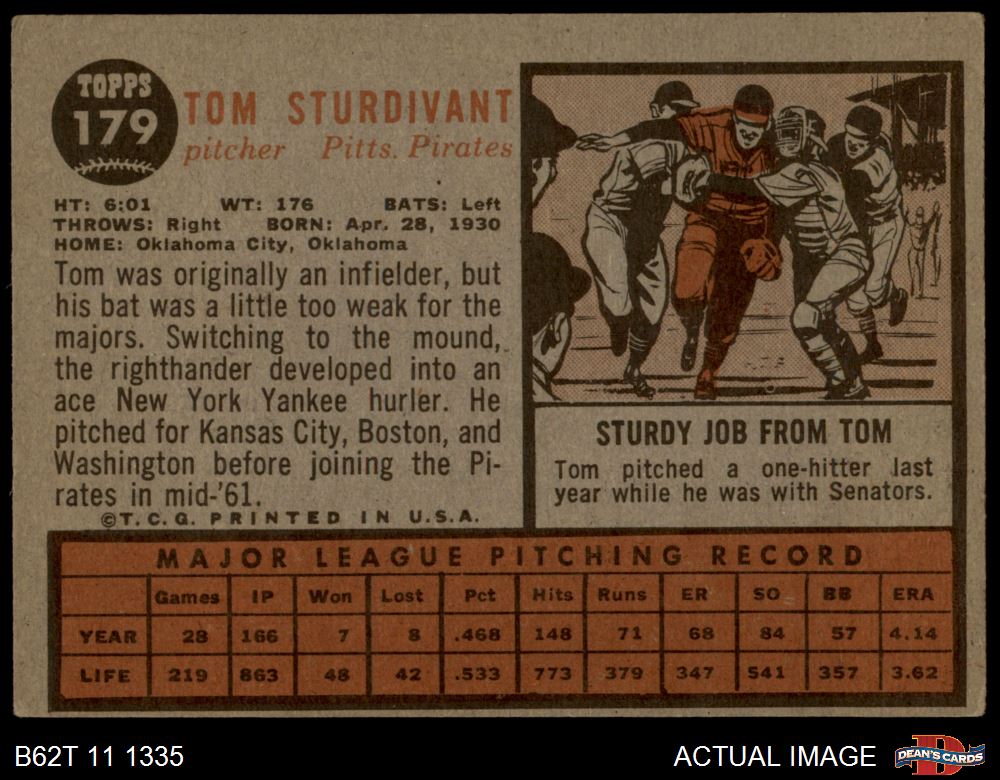 TOPPS
179
TOM STURDIVANT
pitcher Pitts. Pirates
HT: 6:01 WT: 176 BATS: Left
THROWS: Right BORN: Apr. 28, 1930
HOME: Oklahoma City, Oklahoma
Tom was originally an infielder, but
his bat was a little too weak for the
majors. Switching to the mound,
the righthander developed into an
ace New York Yankee hurler. He
pitched for Kansas City, Boston, and
Washington before joining the Pi-
rates in mid-'61.
©T.C.G. PRINTED IN U.S.A.
STURDY JOB FROM TOM
Tom pitched a one-hitter last
year while he was with Senators.
MAJOR LEAGUE PITCHING RECORD
Games IP Won Lost Pct Hits Runs ER SO BB ERA
YEAR 28 166 7 8 .468 148 71 68 84 57 4.14
LIFE 219 863 48 42 .533 773 379 347 541 357 3.62
B62T 11 1335
ACTUAL IMAGE
DEAN'S CARDS